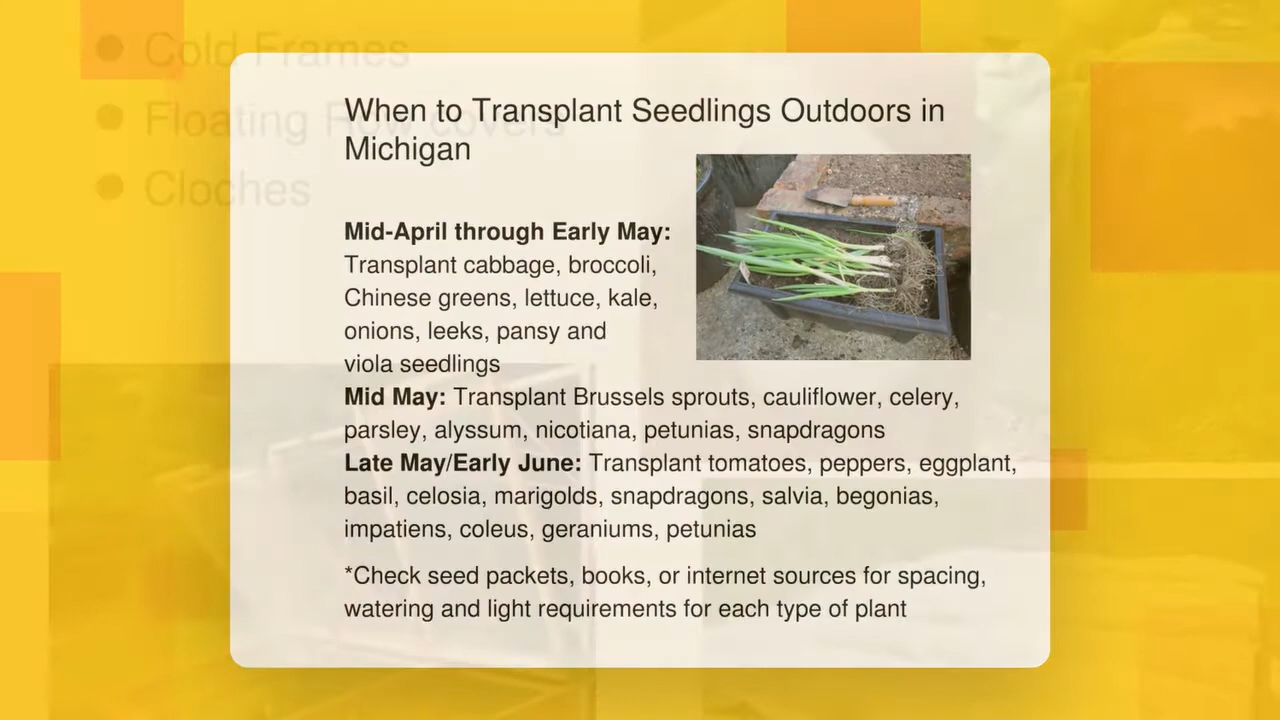 Cold Frames
Floating Row covers
Cloches
When to Transplant Seedlings Outdoors in
Michigan
Mid-April through Early May:
Transplant cabbage, broccoli,
Chinese greens, lettuce, kale,
onions, leeks, pansy and
viola seedlings
Mid May: Transplant Brussels sprouts, cauliflower, celery,
parsley, alyssum, nicotiana, petunias, snapdragons
Late May/Early June: Transplant tomatoes, peppers, eggplant,
basil, celosia, marigolds, snapdragons, salvia, begonias,
impatiens, coleus, geraniums, petunias
*Check seed packets, books, or internet sources for spacing,
watering and light requirements for each type of plant